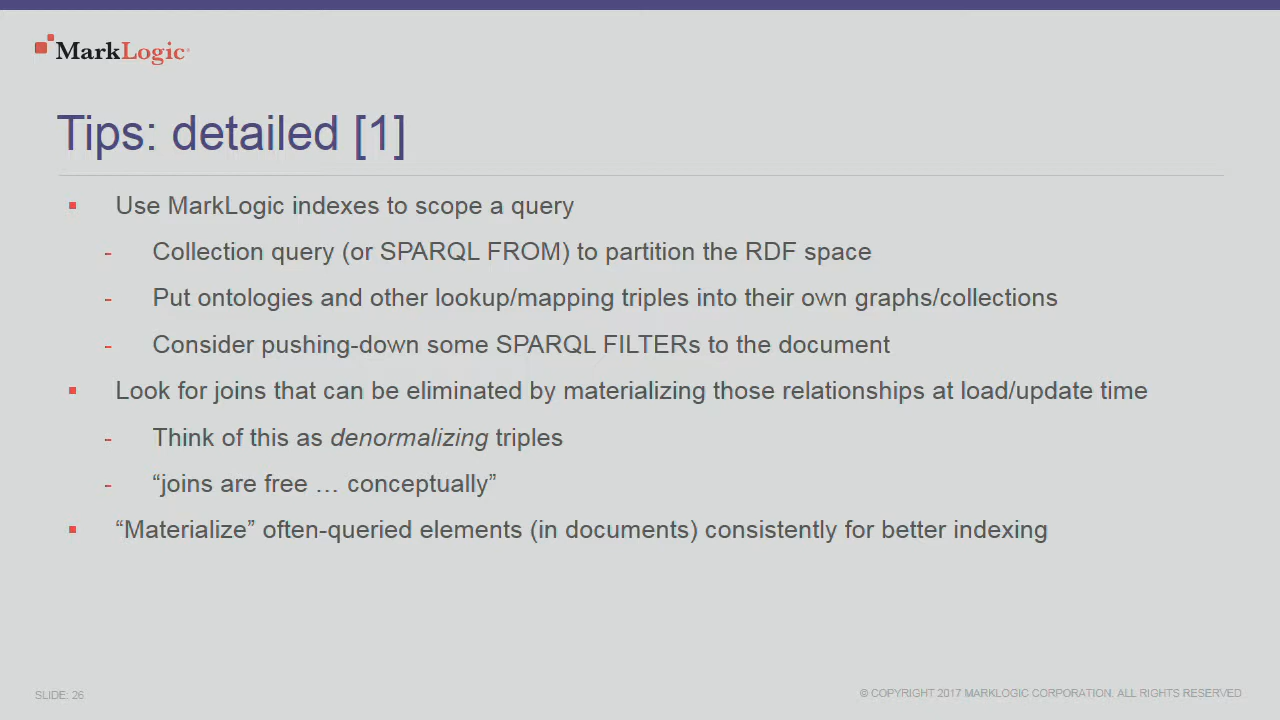 MarkLogic
Tips: detailed [1]
▪ Use MarkLogic indexes to scope a query
- Collection query (or SPARQL FROM) to partition the RDF space
- Put ontologies and other lookup/mapping triples into their own graphs/collections
- Consider pushing-down some SPARQL FILTERs to the document
▪ Look for joins that can be eliminated by materializing those relationships at load/update time
- Think of this as denormalizing triples
- “joins are free … conceptually”
▪ “Materialize” often-queried elements (in documents) consistently for better indexing
SLIDE: 26
© COPYRIGHT 2017 MARKLOGIC CORPORATION. ALL RIGHTS RESERVED